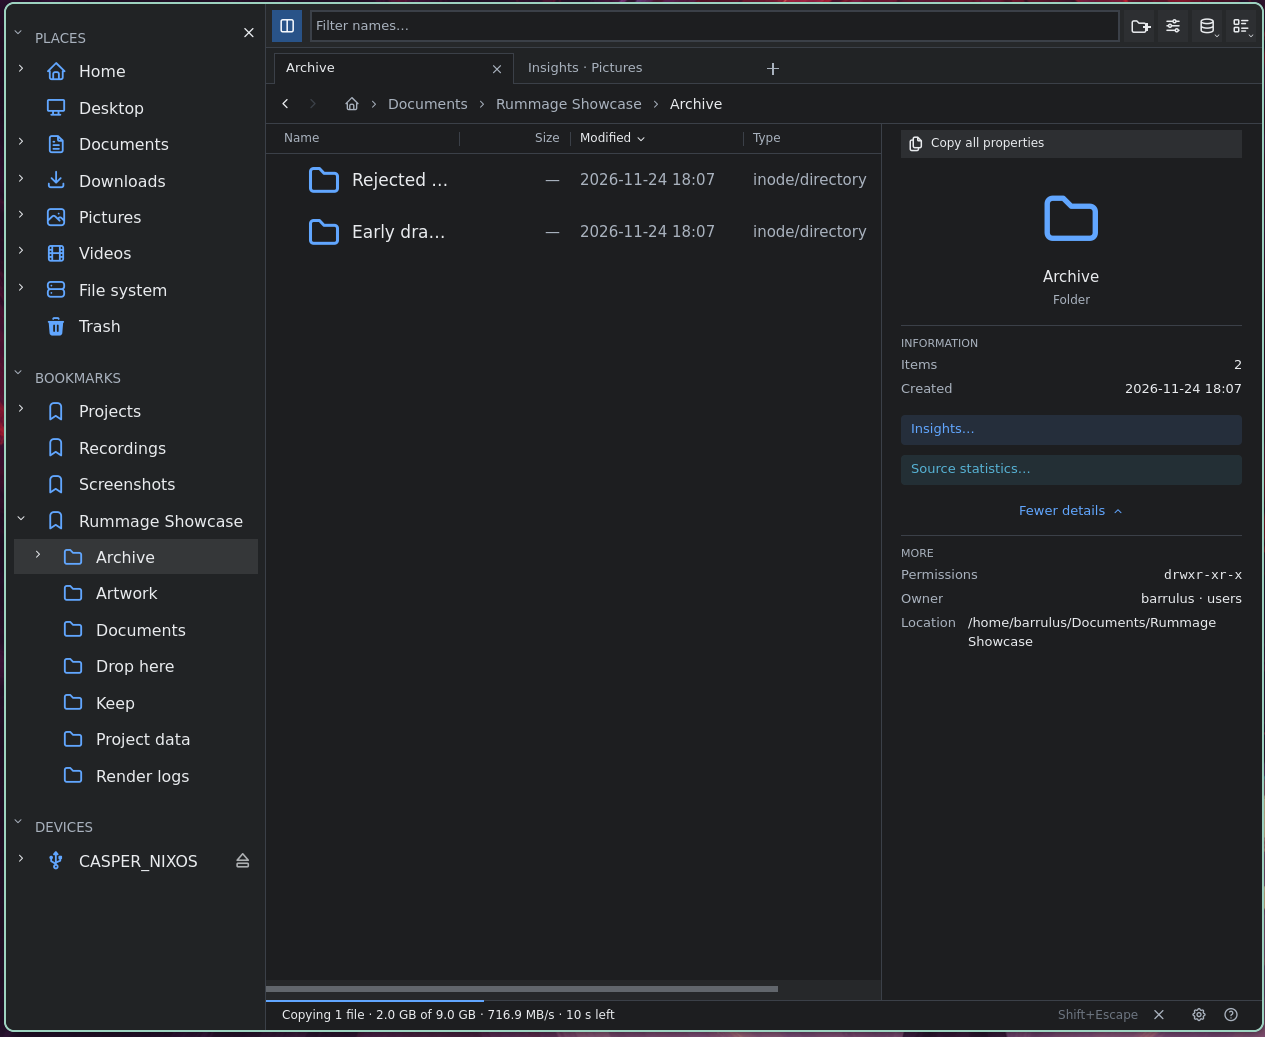 PLACES
Home
Desktop
Documents
Downloads
Pictures
Videos
File system
Trash
BOOKMARKS
Projects
Recordings
Screenshots
Rummage Showcase
Archive
Artwork
Documents
Drop here
Keep
Project data
Render logs
DEVICES
CASPER_NIXOS
Filter names...
Archive
Insights · Pictures
Documents › Rummage Showcase › Archive
Name Size Modified Type
Rejected ... — 2026-11-24 18:07 inode/directory
Early dra... — 2026-11-24 18:07 inode/directory
Copy all properties
Archive
Folder
INFORMATION
Items 2
Created 2026-11-24 18:07
Insights...
Source statistics...
Fewer details
MORE
Permissions drwxr-xr-x
Owner barrulus · users
Location /home/barrulus/Documents/Rummage
Showcase
Copying 1 file · 2.0 GB of 9.0 GB · 716.9 MB/s · 10 s left
Shift+Escape